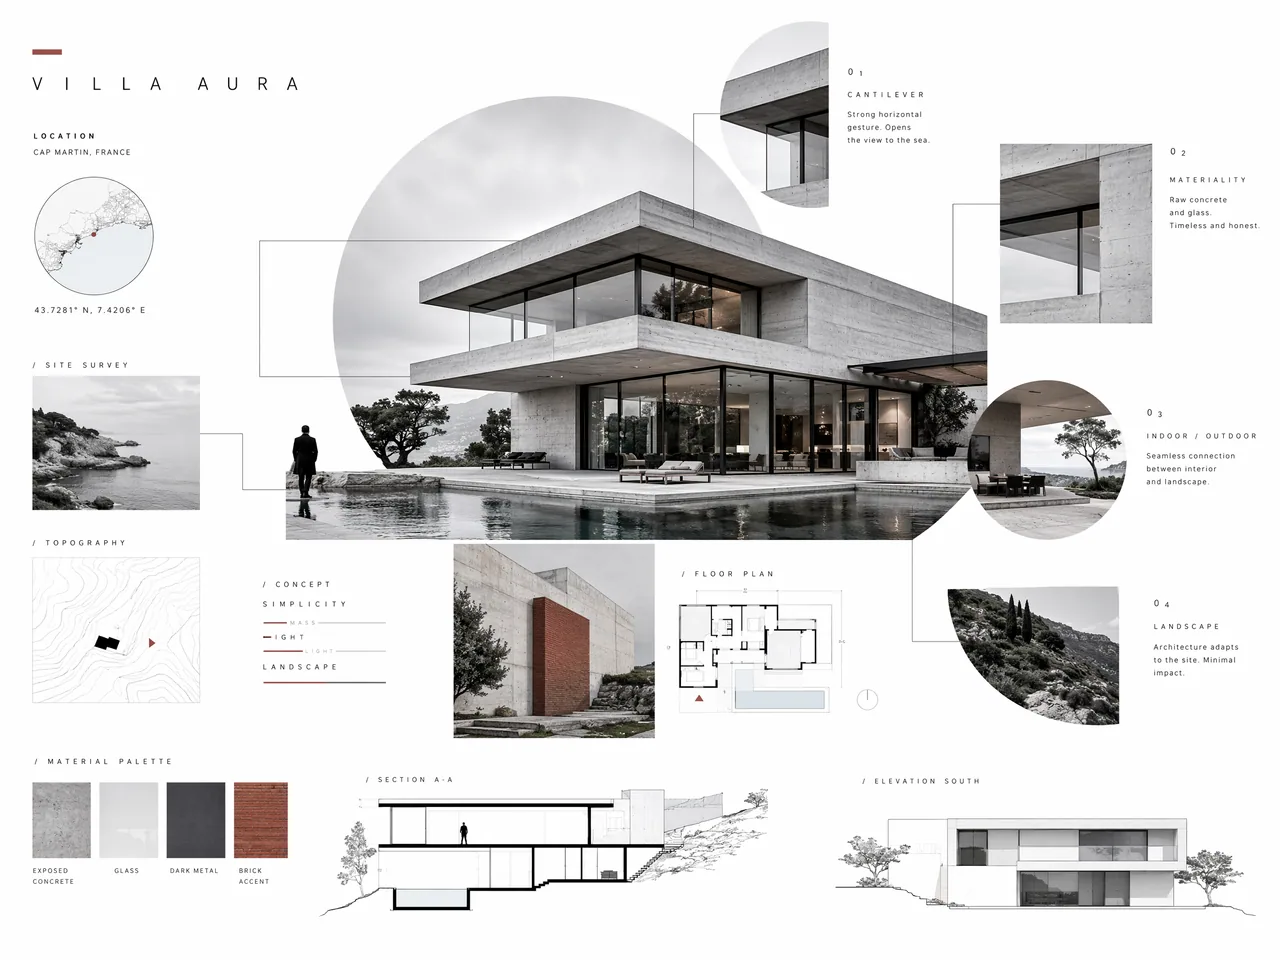 VILLA AURA
LOCATION
CAP MARTIN, FRANCE
43.7281° N, 7.4206° E
/ SITE SURVEY
/ TOPOGRAPHY
/ CONCEPT
SIMPLICITY
MASS
IGHT
LIGHT
LANDSCAPE
/ MATERIAL PALETTE
EXPOSED
CONCRETE
GLASS
DARK METAL
BRICK
ACCENT
01
CANTILEVER
Strong horizontal
gesture. Opens
the view to the sea.
02
MATERIALITY
Raw concrete
and glass.
Timeless and honest.
03
INDOOR / OUTDOOR
Seamless connection
between interior
and landscape.
04
LANDSCAPE
Architecture adapts
to the site. Minimal
impact.
/ FLOOR PLAN
/ SECTION A-A
/ ELEVATION SOUTH